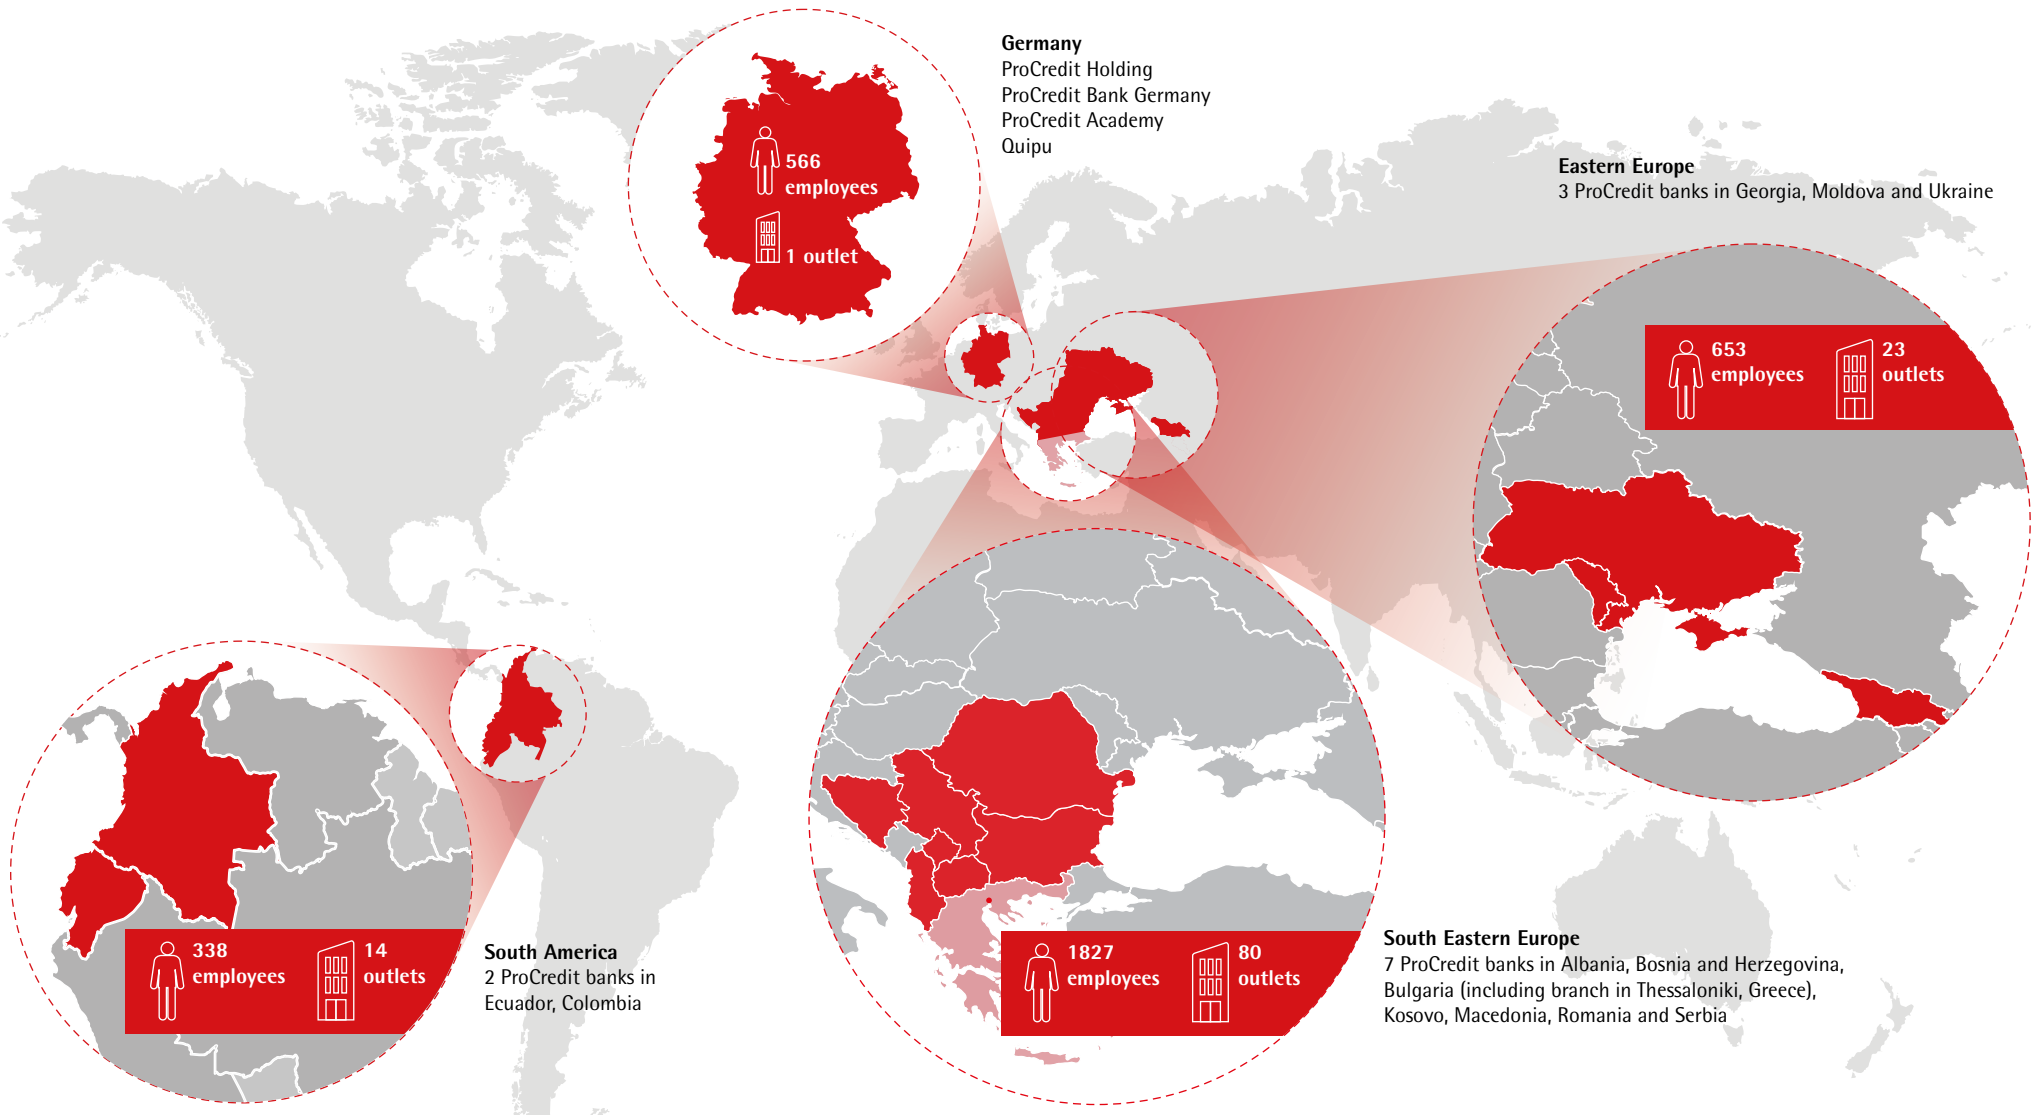 Germany
ProCredit Holding
ProCredit Bank Germany
ProCredit Academy
Quipu
566
employees
1 outlet
Eastern Europe
3 ProCredit banks in Georgia, Moldova and Ukraine
653
employees
23
outlets
338
employees
14
outlets
South America
2 ProCredit banks in
Ecuador, Colombia
1827
employees
80
outlets
South Eastern Europe
7 ProCredit banks in Albania, Bosnia and Herzegovina,
Bulgaria (including branch in Thessaloniki, Greece),
Kosovo, Macedonia, Romania and Serbia